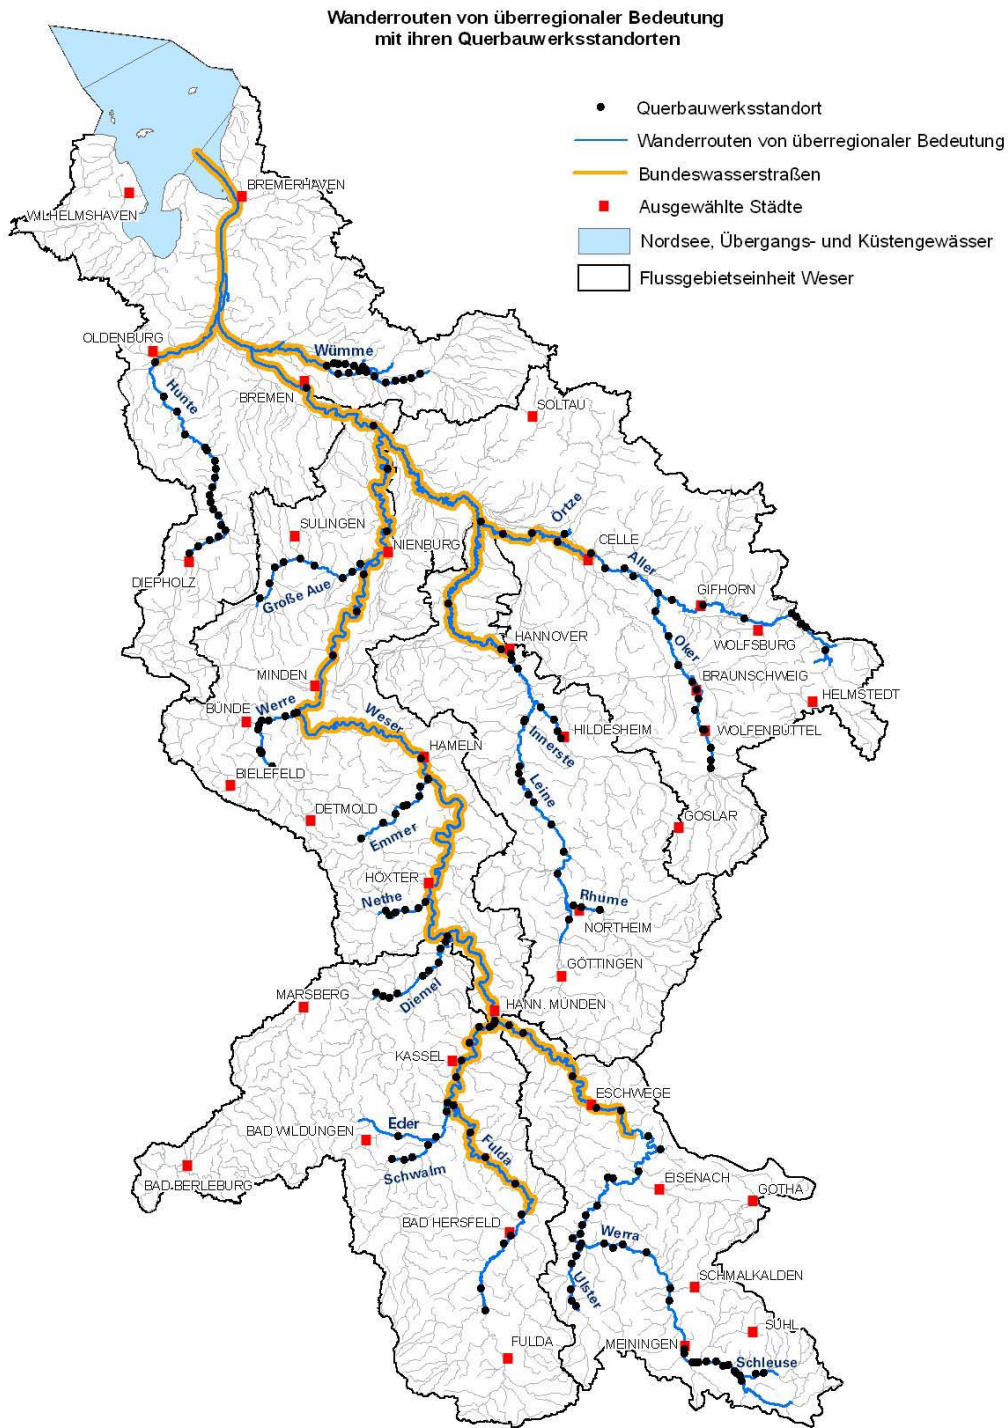 Wanderrouten von überregionaler Bedeutung
mit ihren Querbauwerksstandorten
Querbauwerksstandort
Wanderrouten von überregionaler Bedeutung
Bundeswasserstraßen
Ausgewählte Städte
Nordsee, Übergangs- und Küstengewässer
Flussgebietseinheit Weser
BREMERHAVEN
WILHELMSHAVEN
OLDENBURG
Wümme
Hunte
BREMEN
SOLTAU
SULINGEN
Örtze
NIENBURG
CELLE
DIEPHOLZ
Große Aue
Aller
GIFHORN
HANNOVER
WOLFSBURG
Oker
MINDEN
BRAUNSCHWEIG
HELMSTEDT
BÜNDE
Werre
Weser
Innerste
HILDESHEIM
WOLFENBÜTTEL
HAMELN
BIELEFELD
Leine
DETMOLD
GOSLAR
Emmer
HÖXTER
Nethe
Rhume
NORTHEIM
GÖTTINGEN
MARSBERG
Diemel
HANN. MÜNDEN
KASSEL
ESCHWEGE
Eder
BAD WILDUNGEN
Fulda
Schwalm
BAD BERLEBURG
EISENACH
GOTHA
BAD HERSFELD
Werra
Ulster
SCHMALKALDEN
SUHL
FULDA
MEININGEN
Schleuse